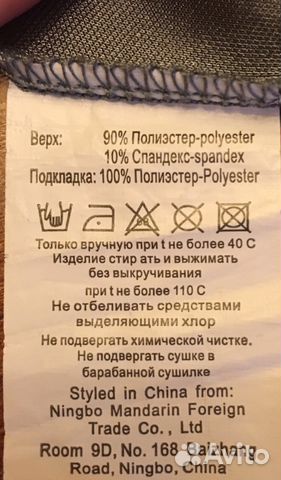 Верх: 90% Полиэстер-polyester
10% Спандекс-spandex
Подкладка: 100% Полиэстер-Polyester
Только вручную при t не более 40 С
Изделие стир ать и выжимать
без выкручивания
при t не более 110 С
Не отбеливать средствами
выделяющими хлор
Не подвергать химической чистке.
Не подвергать сушке в
барабанной сушилке
Styled in China from:
Ningbo Mandarin Foreign
Trade Co., Ltd
Room 9D, No. 168 Baizhang
Road, Ningbo, China
Avito